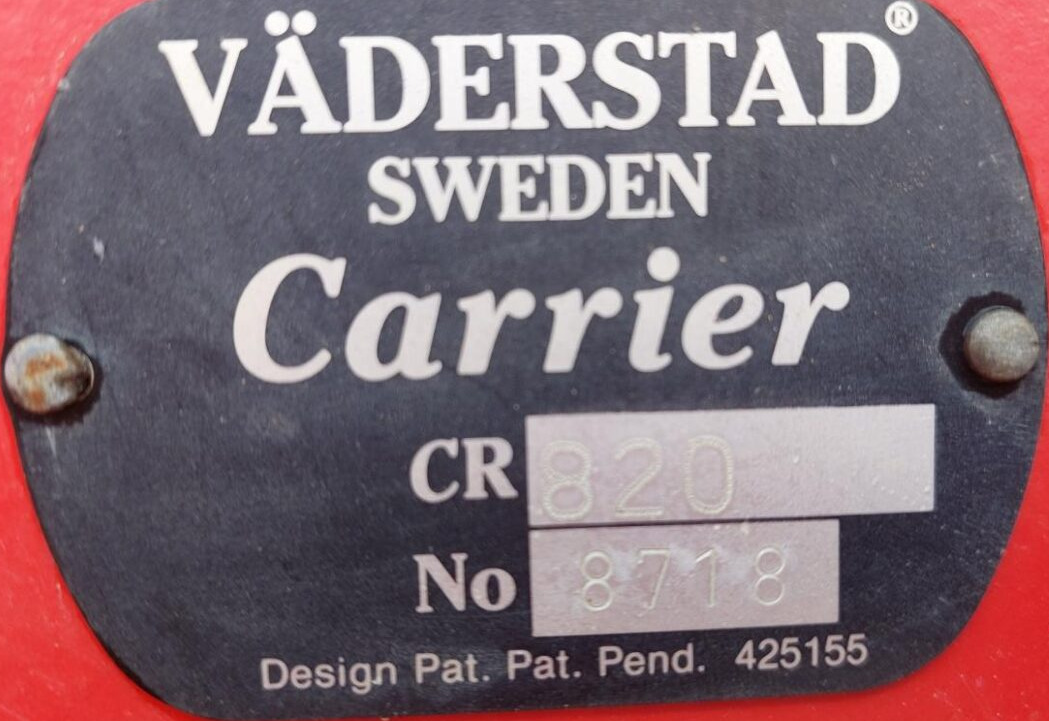 VÄDERSTAD®
SWEDEN
Carrier
CR 820
No 8718
Design Pat. Pat. Pend. 425155